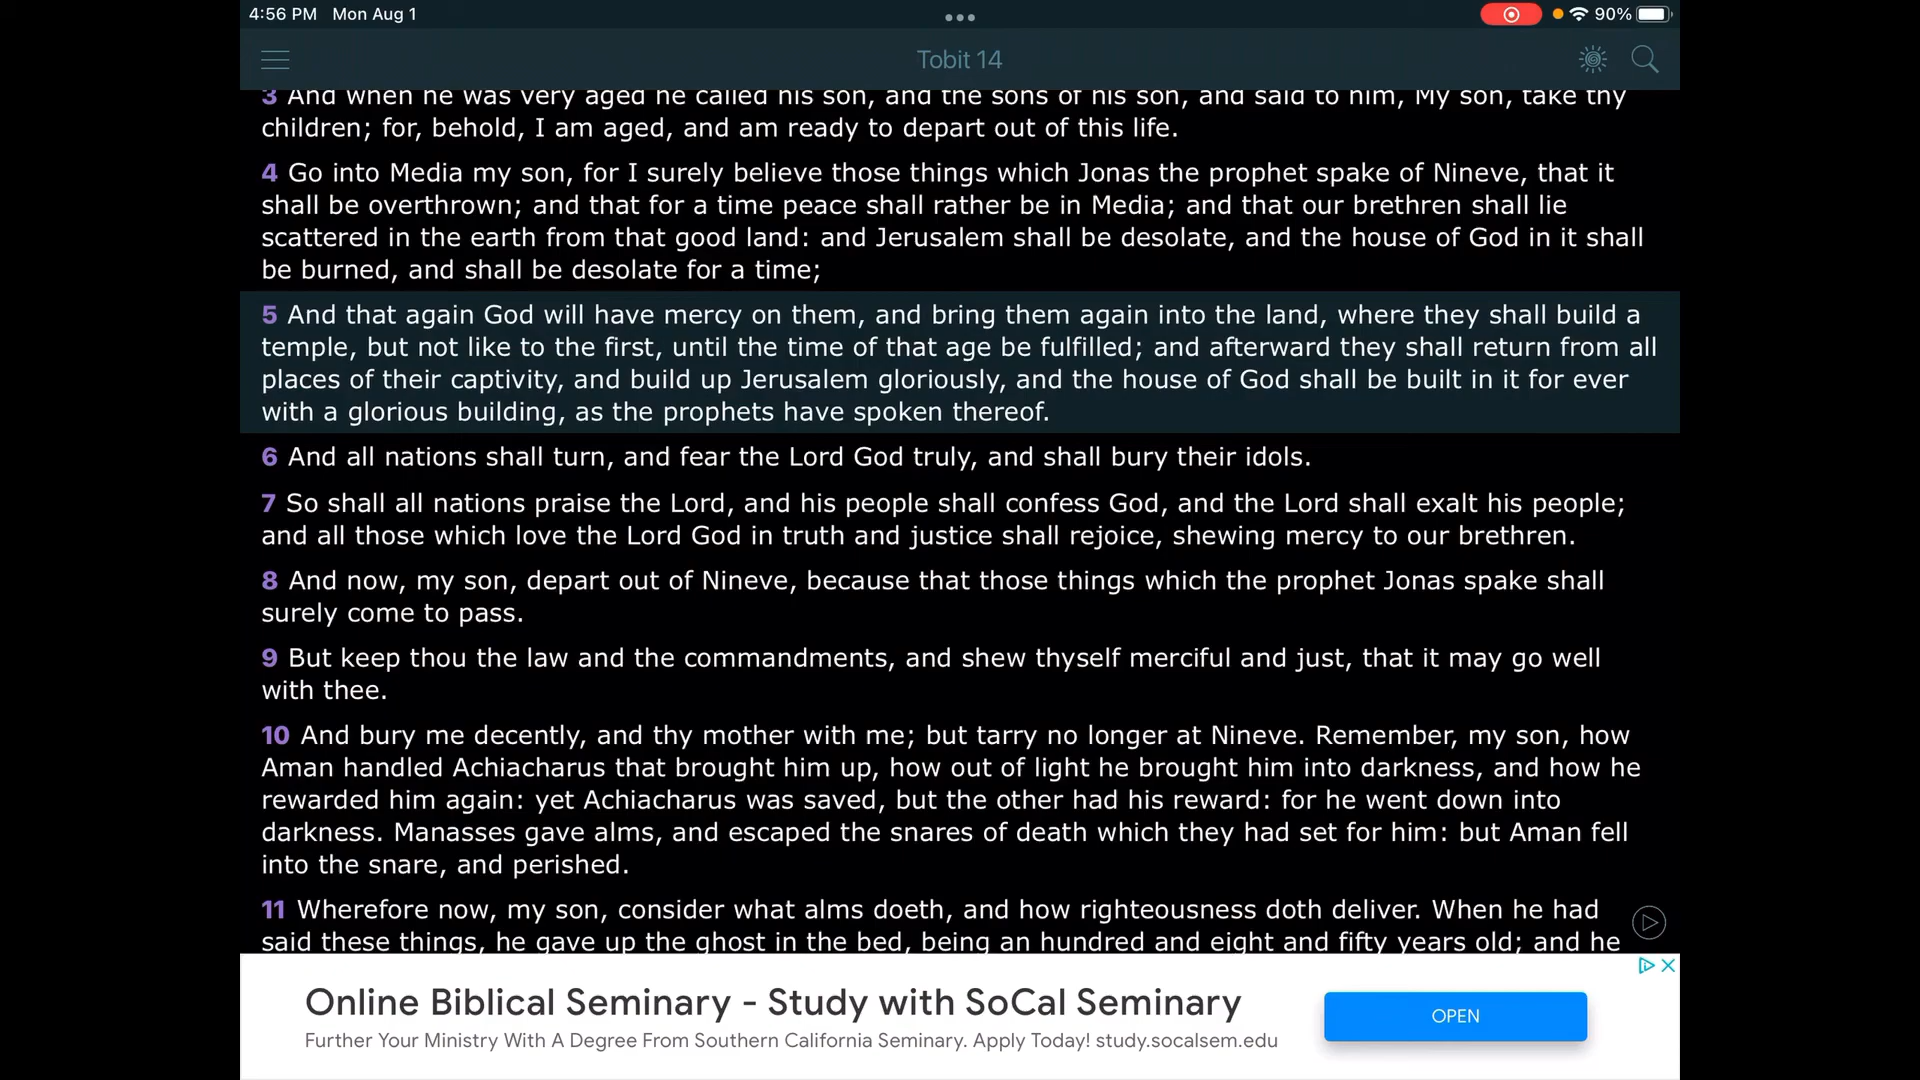 4:56 PM Mon Aug 1
90%
Tobit 14
3 And when he was very aged he called his son, and the sons of his son, and said to him, My son, take thy
children; for, behold, I am aged, and am ready to depart out of this life.
4 Go into Media my son, for I surely believe those things which Jonas the prophet spake of Nineve, that it
shall be overthrown; and that for a time peace shall rather be in Media; and that our brethren shall lie
scattered in the earth from that good land: and Jerusalem shall be desolate, and the house of God in it shall
be burned, and shall be desolate for a time;
5 And that again God will have mercy on them, and bring them again into the land, where they shall build a
temple, but not like to the first, until the time of that age be fulfilled; and afterward they shall return from all
places of their captivity, and build up Jerusalem gloriously, and the house of God shall be built in it for ever
with a glorious building, as the prophets have spoken thereof.
6 And all nations shall turn, and fear the Lord God truly, and shall bury their idols.
7 So shall all nations praise the Lord, and his people shall confess God, and the Lord shall exalt his people;
and all those which love the Lord God in truth and justice shall rejoice, shewing mercy to our brethren.
8 And now, my son, depart out of Nineve, because that those things which the prophet Jonas spake shall
surely come to pass.
9 But keep thou the law and the commandments, and shew thyself merciful and just, that it may go well
with thee.
10 And bury me decently, and thy mother with me; but tarry no longer at Nineve. Remember, my son, how
Aman handled Achiacharus that brought him up, how out of light he brought him into darkness, and how he
rewarded him again: yet Achiacharus was saved, but the other had his reward: for he went down into
darkness. Manasses gave alms, and escaped the snares of death which they had set for him: but Aman fell
into the snare, and perished.
11 Wherefore now, my son, consider what alms doeth, and how righteousness doth deliver. When he had
said these things, he gave up the ghost in the bed, being an hundred and eight and fifty years old; and he
Online Biblical Seminary - Study with SoCal Seminary
Further Your Ministry With A Degree From Southern California Seminary. Apply Today! study.socalsem.edu
OPEN